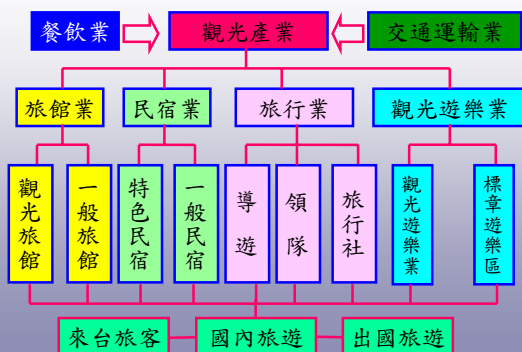 餐飲業
觀光產業
交通運輸業
旅館業
民宿業
旅行業
觀光遊樂業
觀光旅館
一般旅館
特色民宿
一般民宿
導遊
領隊
旅行社
觀光遊樂業
標章遊樂區
來台旅客
國內旅遊
出國旅遊